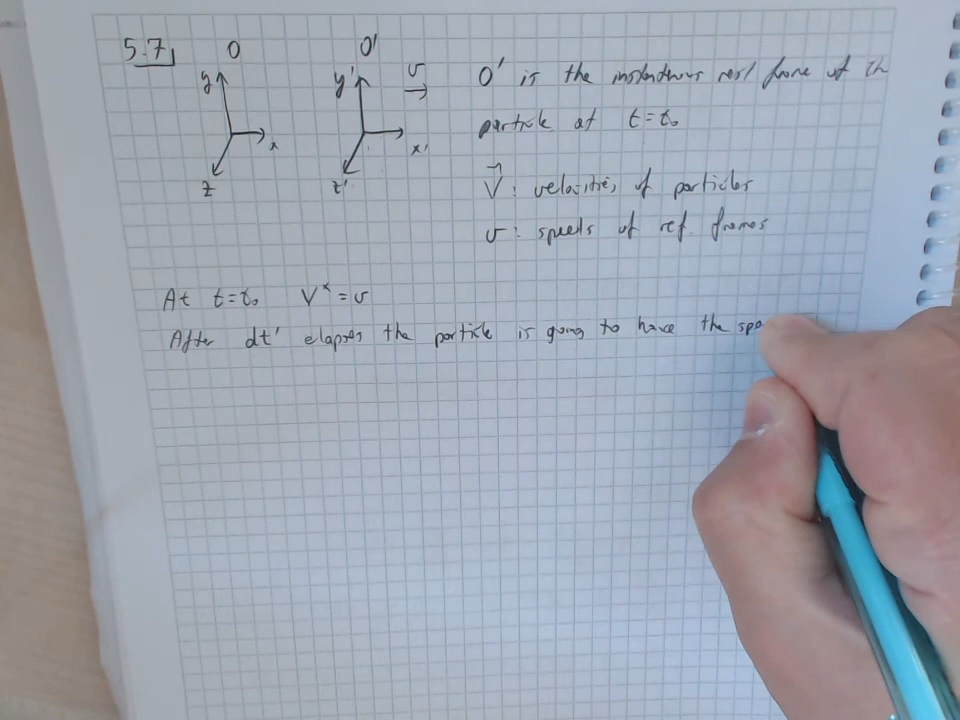 5.7
O O'
y y' v
x x'
z z'
O' is the instantaneous rest frame of the
particle at t=t₀
V⃗ : velocities of particles
v : speeds of ref. frames
At t=t₀ Vˣ = v
After dt' elapses the particle is going to have the spe